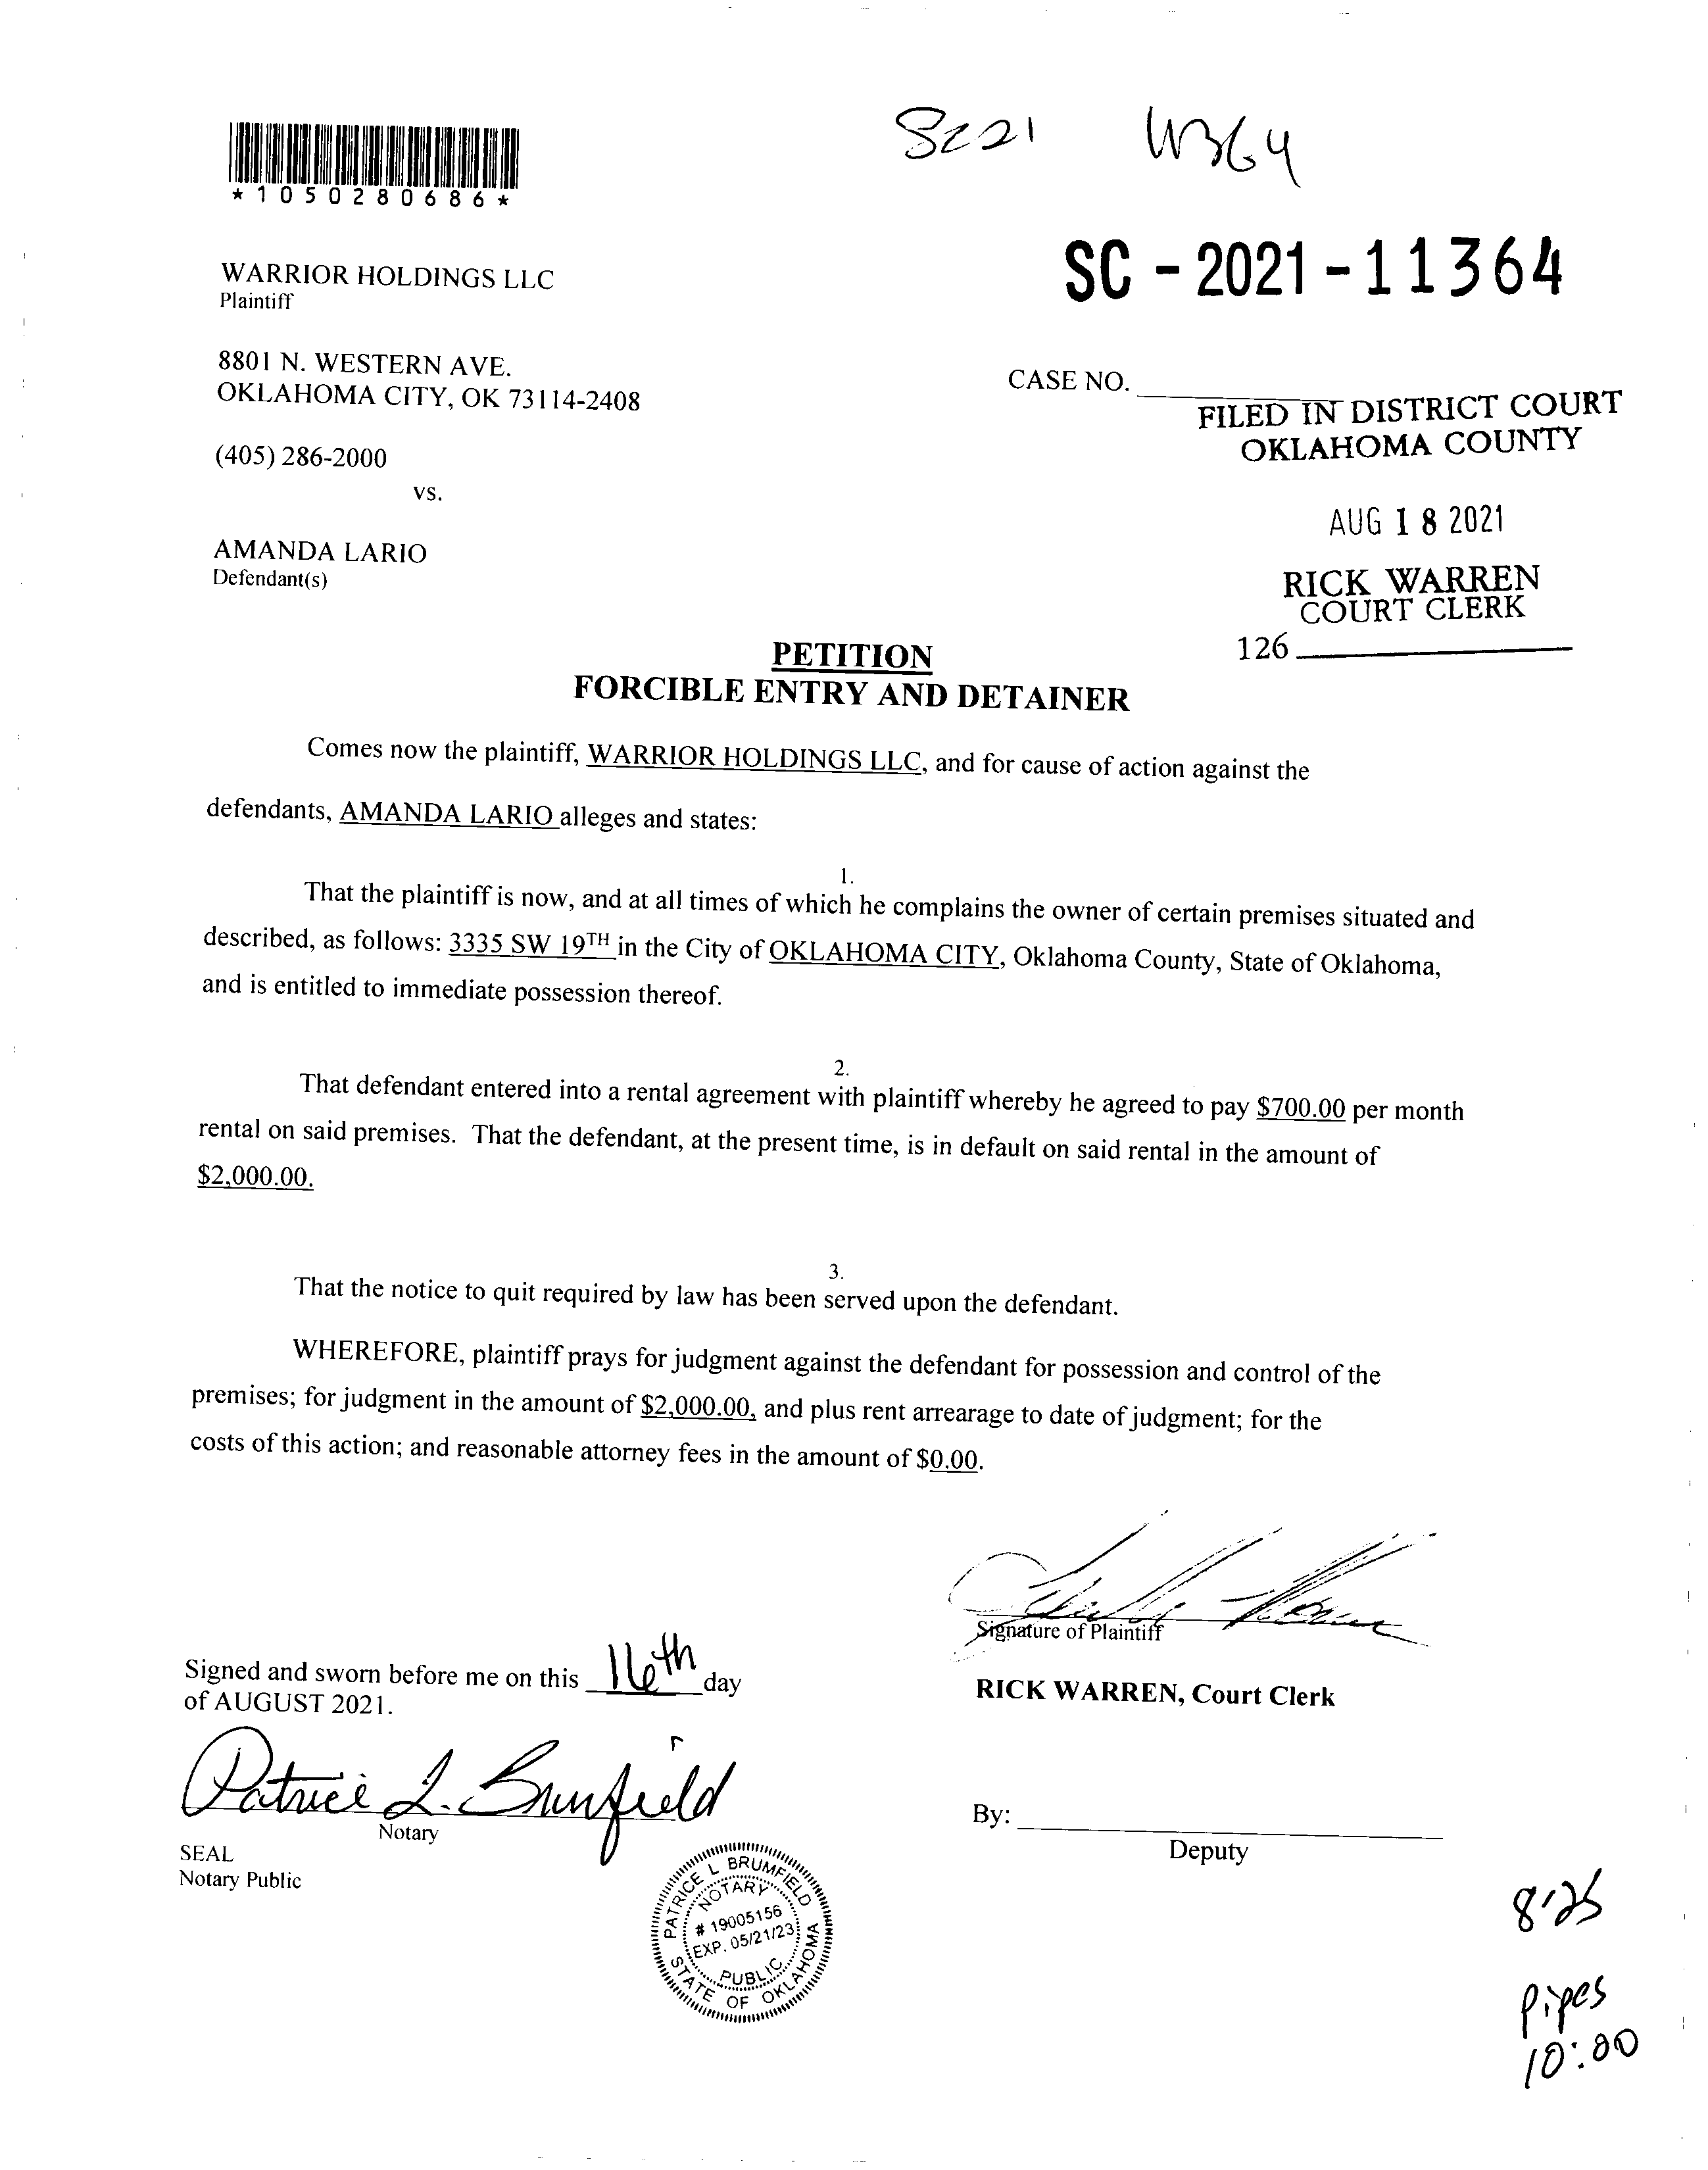 8221 W364
*1050280686*
SC-2021-11364
WARRIOR HOLDINGS LLC
Plaintiff
8801 N. WESTERN AVE.
OKLAHOMA CITY, OK 73114-2408
CASE NO.
FILED IN DISTRICT COURT
OKLAHOMA COUNTY
(405) 286-2000
vs.
AUG 18 2021
AMANDA LARIO
Defendant(s)
RICK WARREN
COURT CLERK
126
PETITION
FORCIBLE ENTRY AND DETAINER
Comes now the plaintiff, WARRIOR HOLDINGS LLC, and for cause of action against the
defendants, AMANDA LARIO alleges and states:
1.
That the plaintiff is now, and at all times of which he complains the owner of certain premises situated and
described, as follows: 3335 SW 19TH in the City of OKLAHOMA CITY, Oklahoma County, State of Oklahoma,
and is entitled to immediate possession thereof.
2.
That defendant entered into a rental agreement with plaintiff whereby he agreed to pay $700.00 per month
rental on said premises. That the defendant, at the present time, is in default on said rental in the amount of
$2,000.00.
3.
That the notice to quit required by law has been served upon the defendant.
WHEREFORE, plaintiff prays for judgment against the defendant for possession and control of the
premises; for judgment in the amount of $2,000.00, and plus rent arrearage to date of judgment; for the
costs of this action; and reasonable attorney fees in the amount of $0.00.
Signature of Plaintiff
Signed and sworn before me on this 16th day
of AUGUST 2021.
RICK WARREN, Court Clerk
Patrice L. Brumfield
Notary
SEAL
Notary Public
By:
Deputy
PATRICE L BRUMFIELD
NOTARY
# 19005156
EXP. 05/21/23
PUBLIC
STATE OF OKLAHOMA
8'25
Pipes
10:00